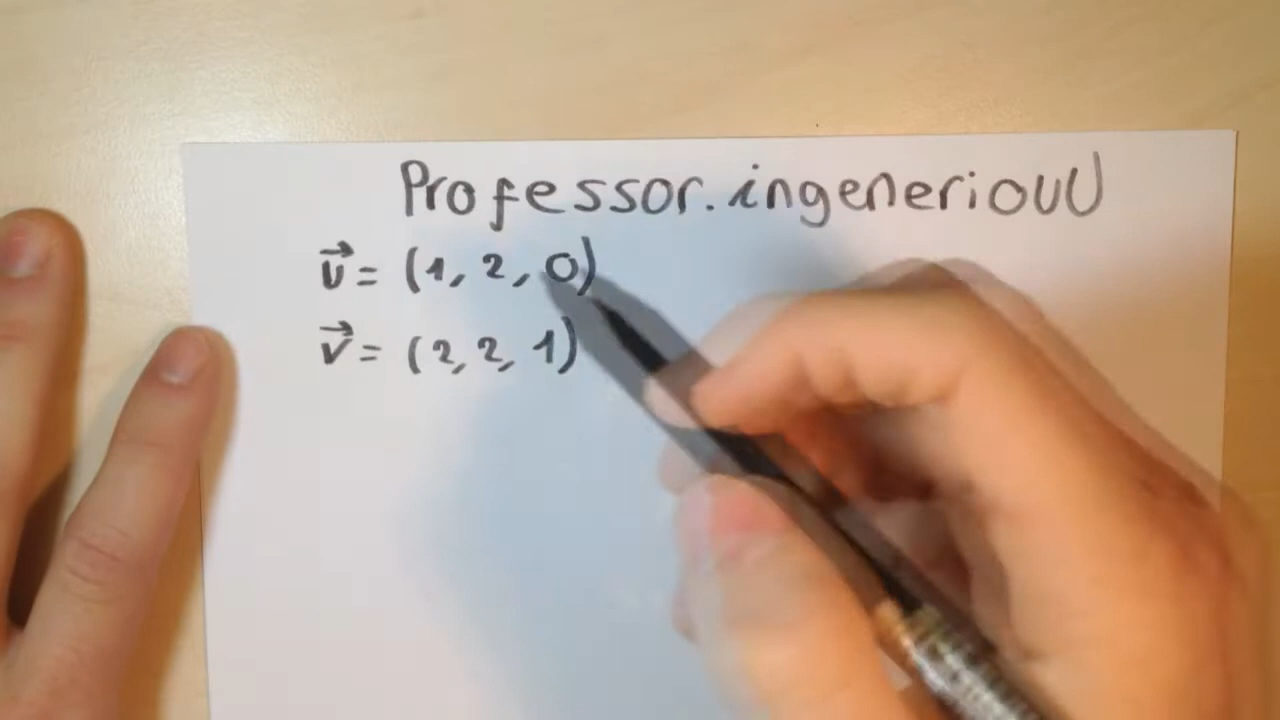 Professor.ingeneriouU
u⃗ = (1, 2, 0)
v⃗ = (2, 2, 1)